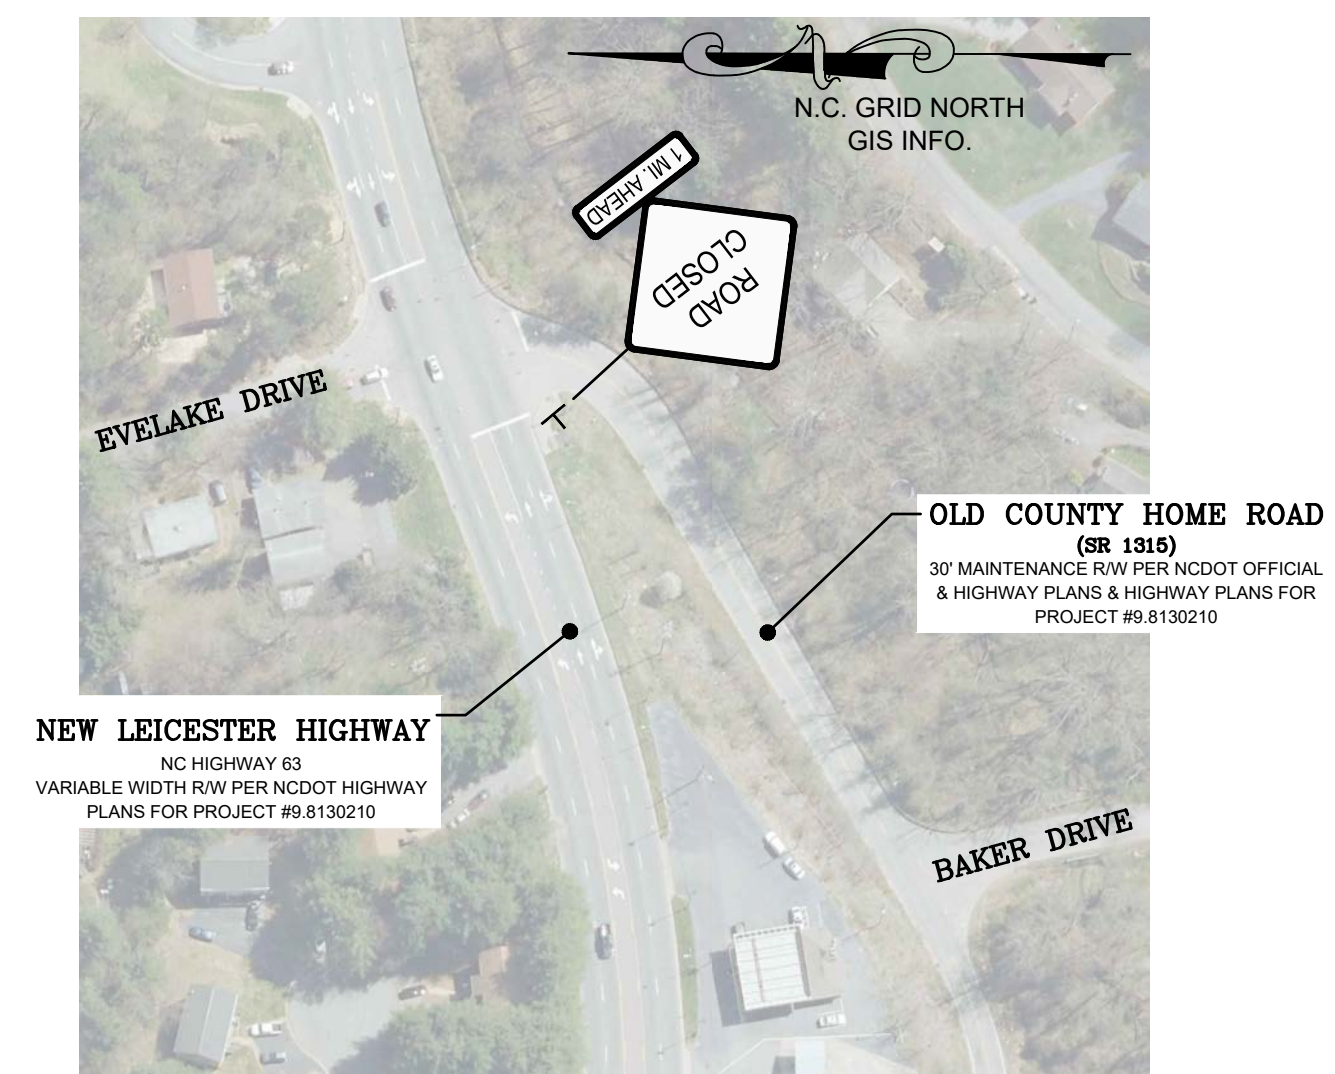 N.C. GRID NORTH
GIS INFO.
ROAD
CLOSED
1 MI. AHEAD
EVELAKE DRIVE
OLD COUNTY HOME ROAD
(SR 1315)
30' MAINTENANCE R/W PER NCDOT OFFICIAL
& HIGHWAY PLANS & HIGHWAY PLANS FOR
PROJECT #9.8130210
NEW LEICESTER HIGHWAY
NC HIGHWAY 63
VARIABLE WIDTH R/W PER NCDOT HIGHWAY
PLANS FOR PROJECT #9.8130210
BAKER DRIVE